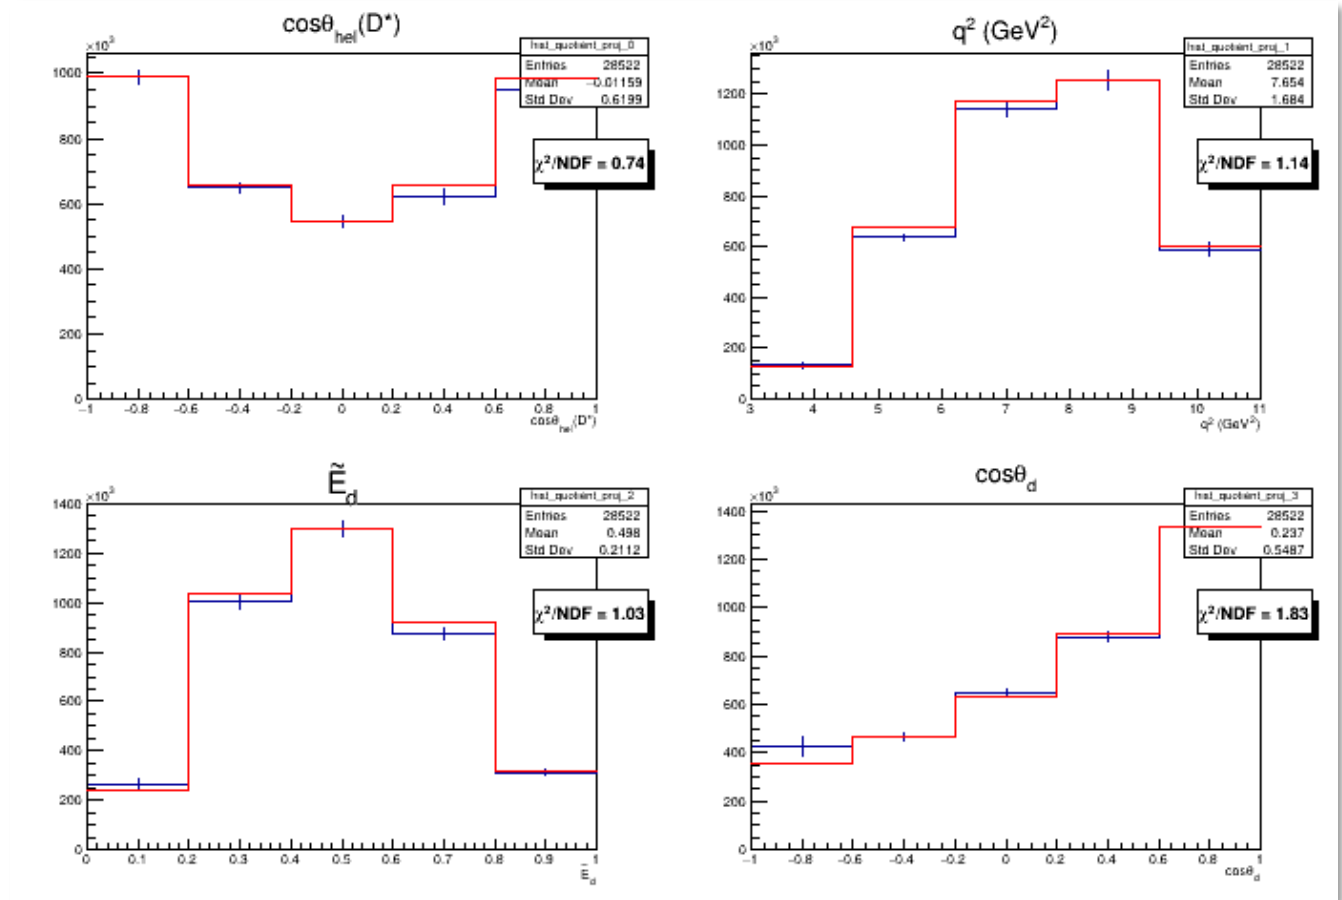 cosθhel(D*)
×10³
hist_quotient_proj_0
Entries 28522
Mean −0.01159
Std Dev 0.6199
χ²/NDF = 0.74
1000
800
600
400
200
0
−1 −0.8 −0.6 −0.4 −0.2 0 0.2 0.4 0.6 0.8 1
cosθhel(D*)
q² (GeV²)
×10³
hist_quotient_proj_1
Entries 28522
Mean 7.654
Std Dev 1.684
χ²/NDF = 1.14
1200
1000
800
600
400
200
0
3 4 5 6 7 8 9 10 11
q² (GeV²)
Ẽd
×10³
hist_quotient_proj_2
Entries 28522
Mean 0.498
Std Dev 0.2112
χ²/NDF = 1.03
1400
1200
1000
800
600
400
200
0
0 0.1 0.2 0.3 0.4 0.5 0.6 0.7 0.8 0.9 1
Ẽd
cosθd
×10³
hist_quotient_proj_3
Entries 28522
Mean 0.237
Std Dev 0.5487
χ²/NDF = 1.83
1400
1200
1000
800
600
400
200
0
−1 −0.8 −0.6 −0.4 −0.2 0 0.2 0.4 0.6 0.8 1
cosθd